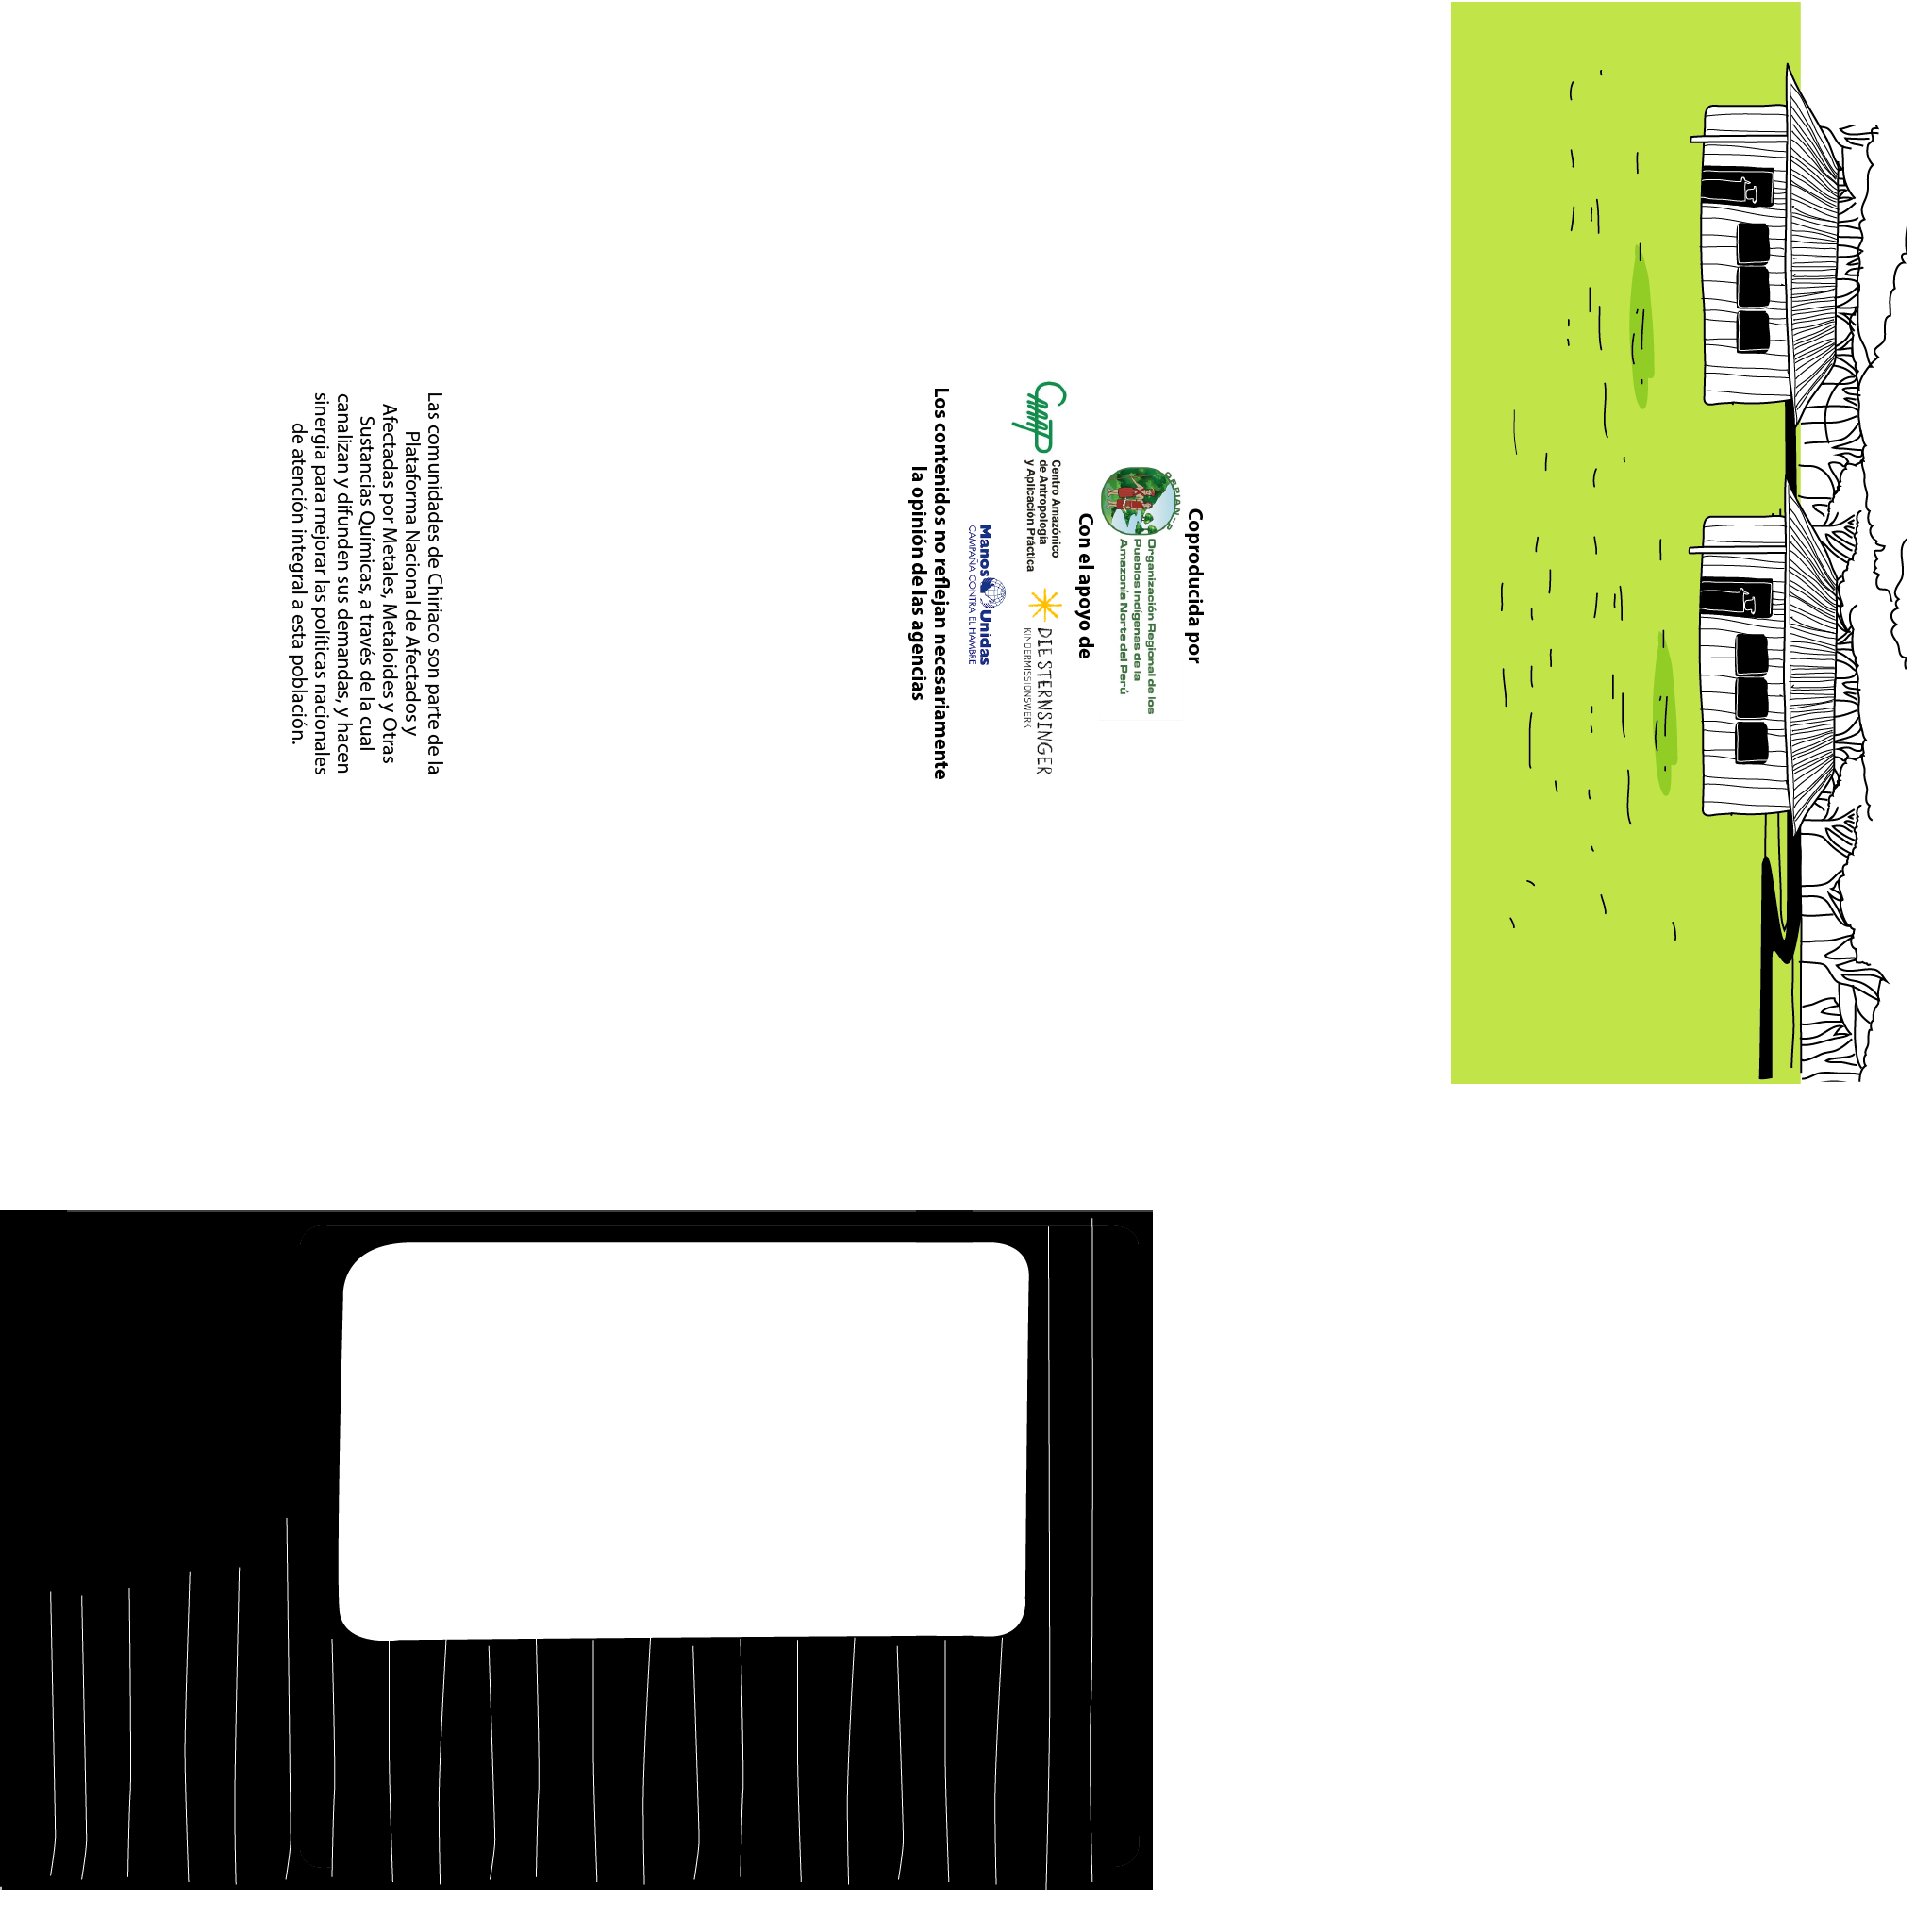 Coproducida por
ORPIAN-P
Organización Regional de los
Pueblos Indígenas de la
Amazonía Norte del Perú
Con el apoyo de
CAAAP
Centro Amazónico
de Antropología
y Aplicación Práctica
DIE STERNSINGER
KINDERMISSIONSWERK
Manos Unidas
CAMPAÑA CONTRA EL HAMBRE
Los contenidos no reflejan necesariamente
la opinión de las agencias
Las comunidades de Chiriaco son parte de la
Plataforma Nacional de Afectados y
Afectadas por Metales, Metaloides y Otras
Sustancias Químicas, a través de la cual
canalizan y difunden sus demandas, y hacen
sinergia para mejorar las políticas nacionales
de atención integral a esta población.